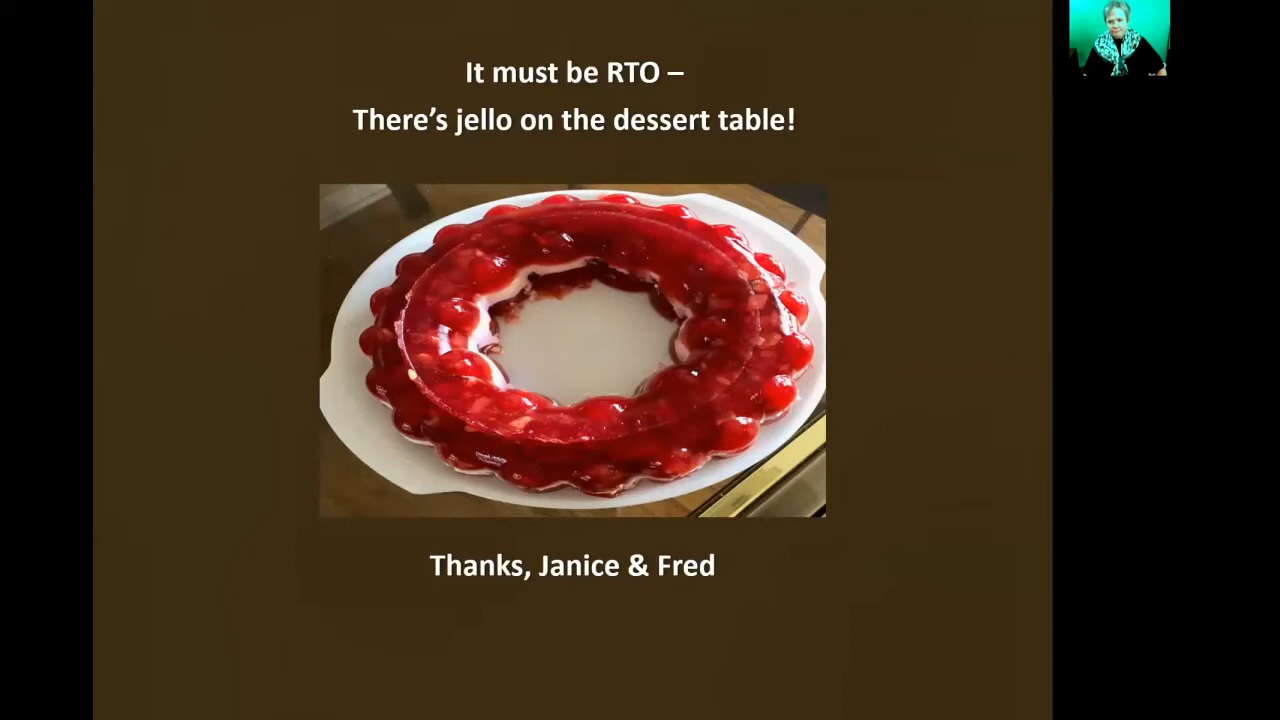 It must be RTO –
There's jello on the dessert table!
Thanks, Janice & Fred